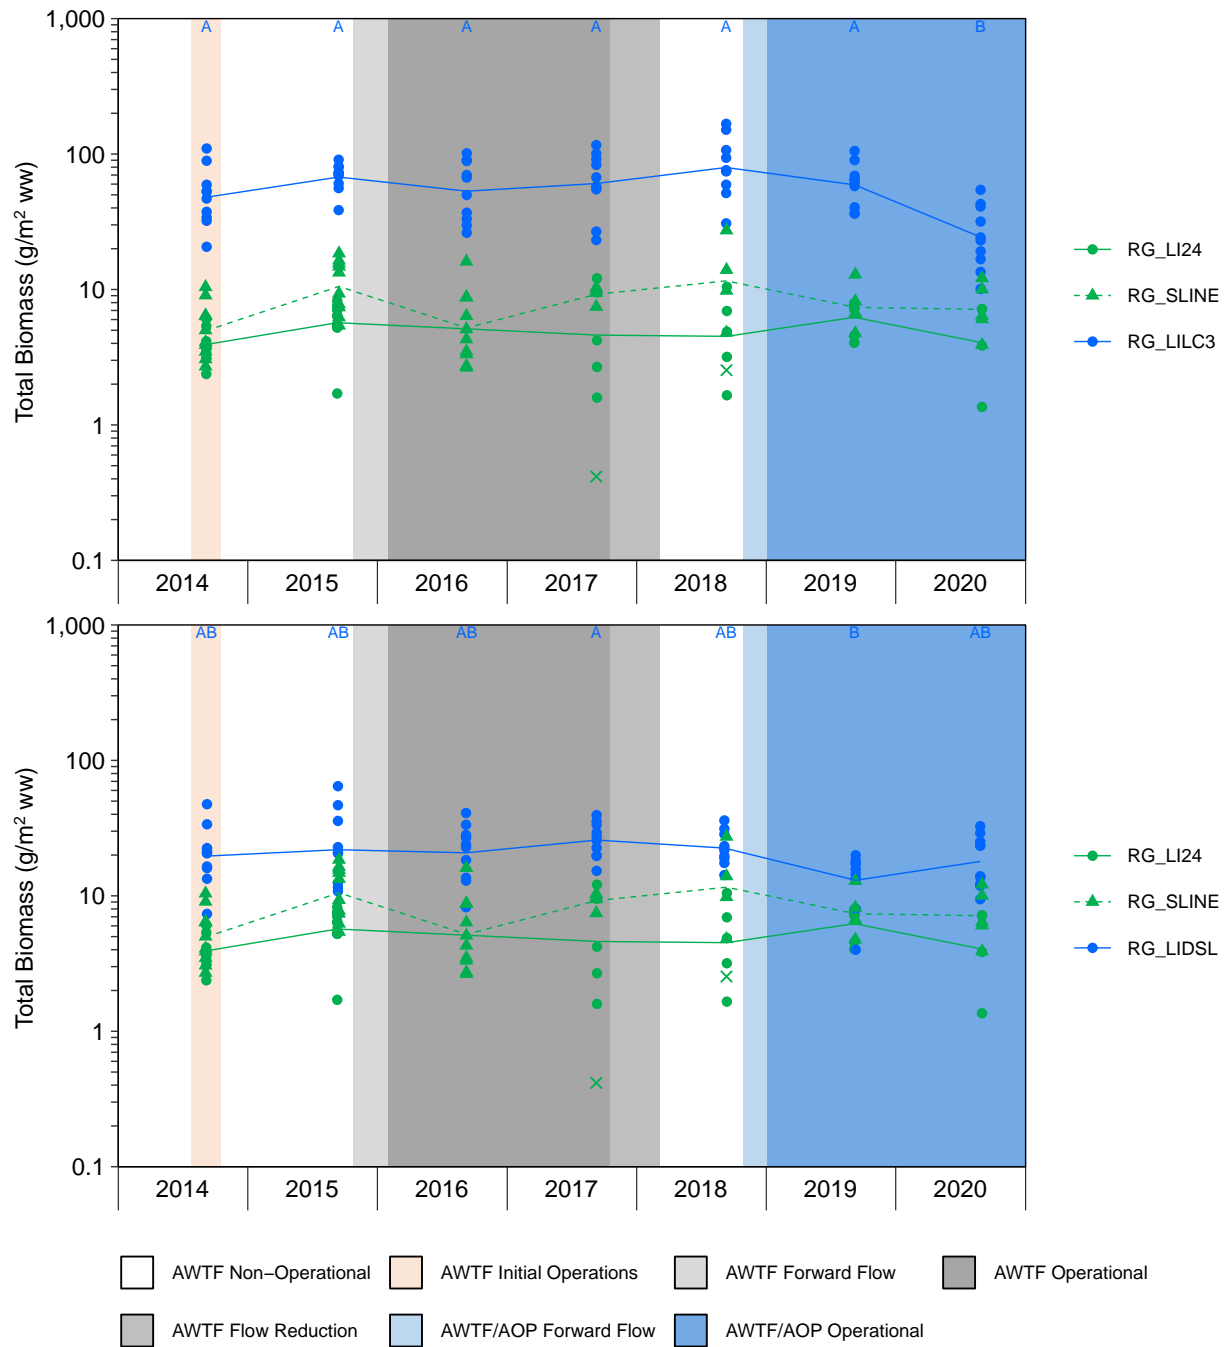 1,000
A A A A A A B
100
10
1
0.1
Total Biomass (g/m² ww)
2014 2015 2016 2017 2018 2019 2020
RG_LI24
RG_SLINE
RG_LILC3
1,000
AB AB AB A AB B AB
100
10
1
0.1
Total Biomass (g/m² ww)
2014 2015 2016 2017 2018 2019 2020
RG_LI24
RG_SLINE
RG_LIDSL
AWTF Non−Operational AWTF Initial Operations AWTF Forward Flow AWTF Operational
AWTF Flow Reduction AWTF/AOP Forward Flow AWTF/AOP Operational